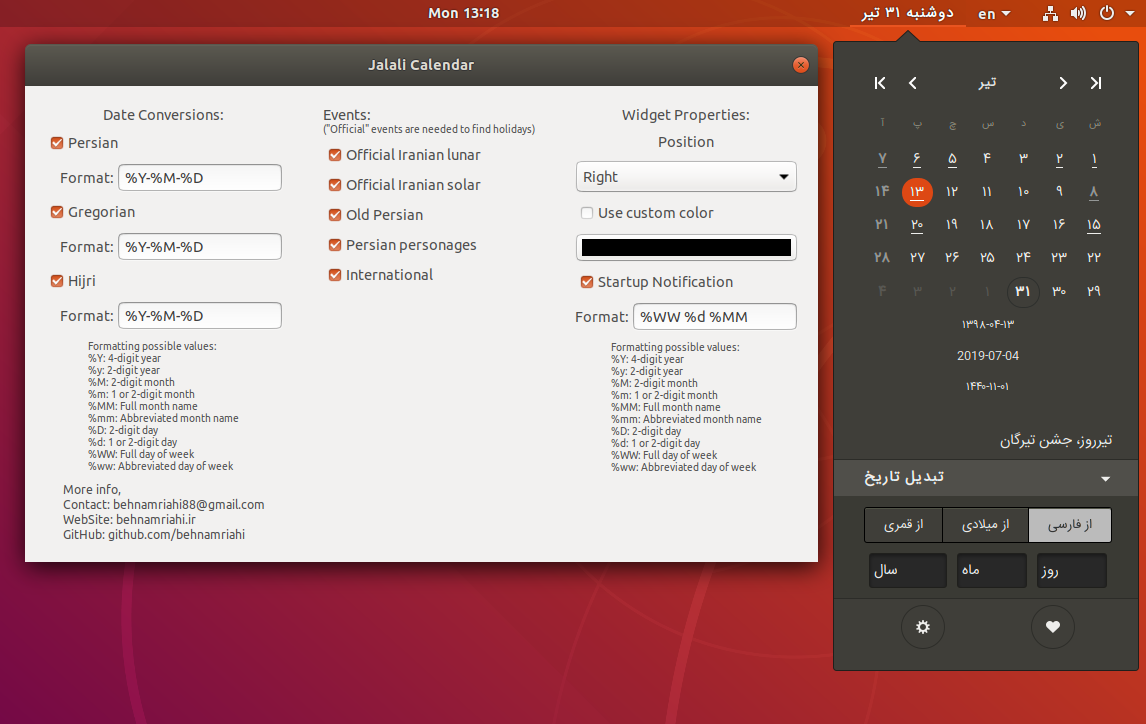 Mon 13:18
دوشنبه ۳۱ تیر
en
Jalali Calendar
Date Conversions:
Persian
Format: %Y-%M-%D
Gregorian
Format: %Y-%M-%D
Hijri
Format: %Y-%M-%D
Formatting possible values:
%Y: 4-digit year
%y: 2-digit year
%M: 2-digit month
%m: 1 or 2-digit month
%MM: Full month name
%mm: Abbreviated month name
%D: 2-digit day
%d: 1 or 2-digit day
%WW: Full day of week
%ww: Abbreviated day of week
More info,
Contact: behnamriahi88@gmail.com
WebSite: behnamriahi.ir
GitHub: github.com/behnamriahi
Events:
("Official" events are needed to find holidays)
Official Iranian lunar
Official Iranian solar
Old Persian
Persian personages
International
Widget Properties:
Position
Right
Use custom color
Startup Notification
Format: %WW %d %MM
Formatting possible values:
%Y: 4-digit year
%y: 2-digit year
%M: 2-digit month
%m: 1 or 2-digit month
%MM: Full month name
%mm: Abbreviated month name
%D: 2-digit day
%d: 1 or 2-digit day
%WW: Full day of week
%ww: Abbreviated day of week
تیر
ش ی د س چ پ آ
۱ ۲ ۳ ۴ ۵ ۶ ۷
۸ ۹ ۱۰ ۱۱ ۱۲ ۱۳ ۱۴
۱۵ ۱۶ ۱۷ ۱۸ ۱۹ ۲۰ ۲۱
۲۲ ۲۳ ۲۴ ۲۵ ۲۶ ۲۷ ۲۸
۲۹ ۳۰ ۳۱ ۱ ۲ ۳ ۴
۱۳۹۸-۰۴-۱۳
2019-07-04
۱۴۴۰-۱۱-۰۱
تیرروز، جشن تیرگان
تبدیل تاریخ
از فارسی از میلادی از قمری
روز ماه سال